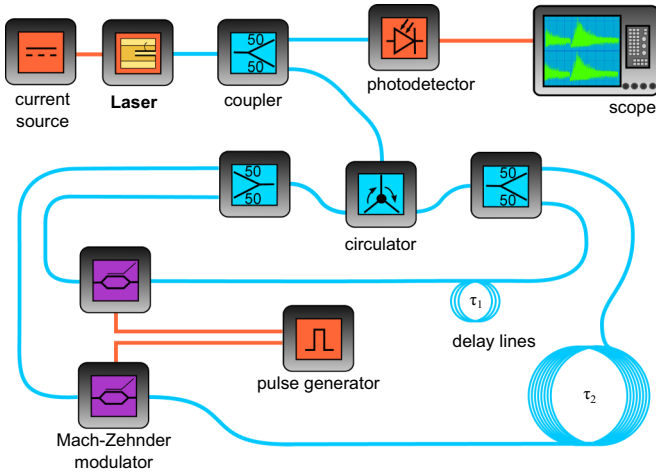 50
50
current
source
Laser
coupler
photodetector
scope
50
50
50
50
circulator
τ1
delay lines
pulse generator
τ2
Mach-Zehnder
modulator